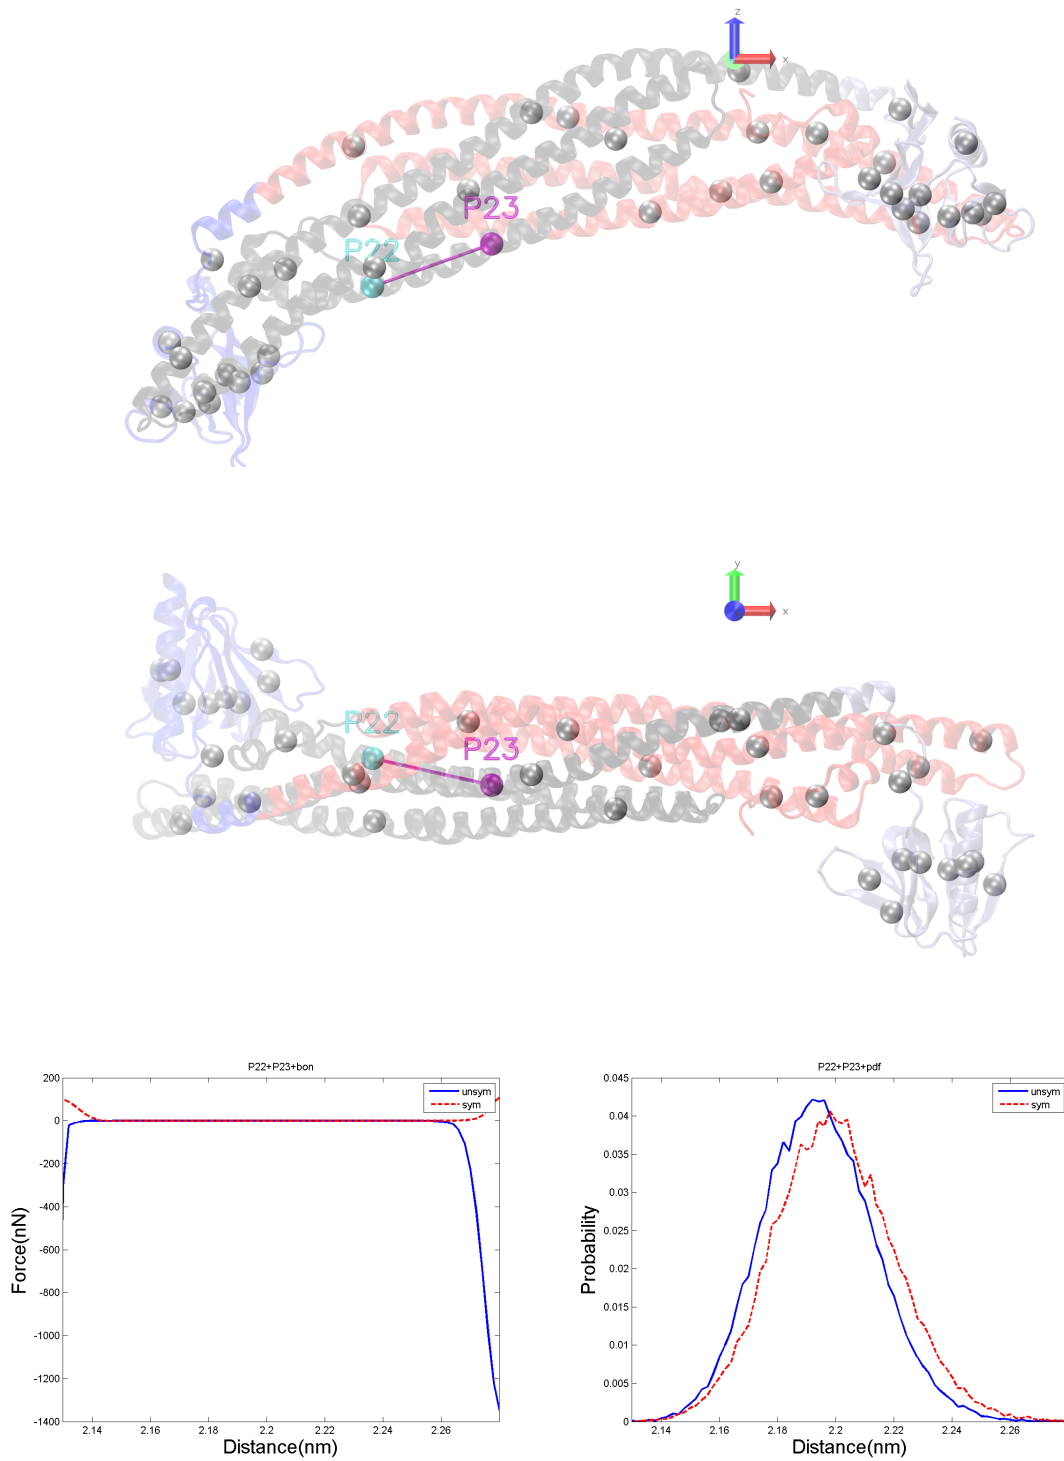 z
x
P23
P22
y
x
P22
P23
P22+P23+bon
unsym
sym
200
0
-200
-400
-600
-800
-1000
-1200
-1400
Force(nN)
2.14
2.16
2.18
2.2
2.22
2.24
2.26
Distance(nm)
P22+P23+pdf
unsym
sym
0.045
0.04
0.035
0.03
0.025
0.02
0.015
0.01
0.005
0
Probability
2.14
2.16
2.18
2.2
2.22
2.24
2.26
Distance(nm)